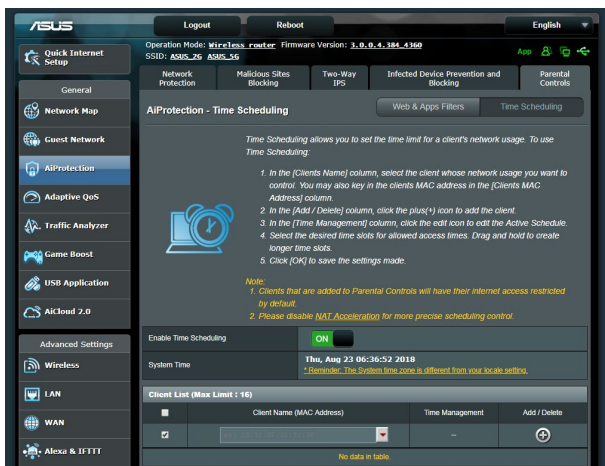 ASUS
Logout
Reboot
English
Quick Internet
Setup
Operation Mode: Wireless router Firmware Version: 3.0.0.4.384_4360
SSID: ASUS_2G ASUS_5G
App
General
Network Map
Guest Network
AiProtection
Adaptive QoS
Traffic Analyzer
Game Boost
USB Application
AiCloud 2.0
Advanced Settings
Wireless
LAN
WAN
Alexa & IFTTT
Network
Protection
Malicious Sites
Blocking
Two-Way
IPS
Infected Device Prevention and
Blocking
Parental
Controls
AiProtection - Time Scheduling
Web & Apps Filters
Time Scheduling
Time Scheduling allows you to set the time limit for a client's network usage. To use
Time Scheduling:
1. In the [Clients Name] column, select the client whose network usage you want to
control. You may also key in the clients MAC address in the [Clients MAC
Address] column.
2. In the [Add / Delete] column, click the plus(+) icon to add the client.
3. In the [Time Management] column, click the edit icon to edit the Active Schedule.
4. Select the desired time slots for allowed access times. Drag and hold to create
longer time slots.
5. Click [OK] to save the settings made.
Note:
1. Clients that are added to Parental Controls will have their internet access restricted
by default.
2. Please disable NAT Acceleration for more precise scheduling control.
Enable Time Scheduling
ON
System Time
Thu, Aug 23 06:36:52 2018
* Reminder: The System time zone is different from your locale setting.
Client List (Max Limit : 16)
Client Name (MAC Address)
Time Management
Add / Delete
–
No data in table.